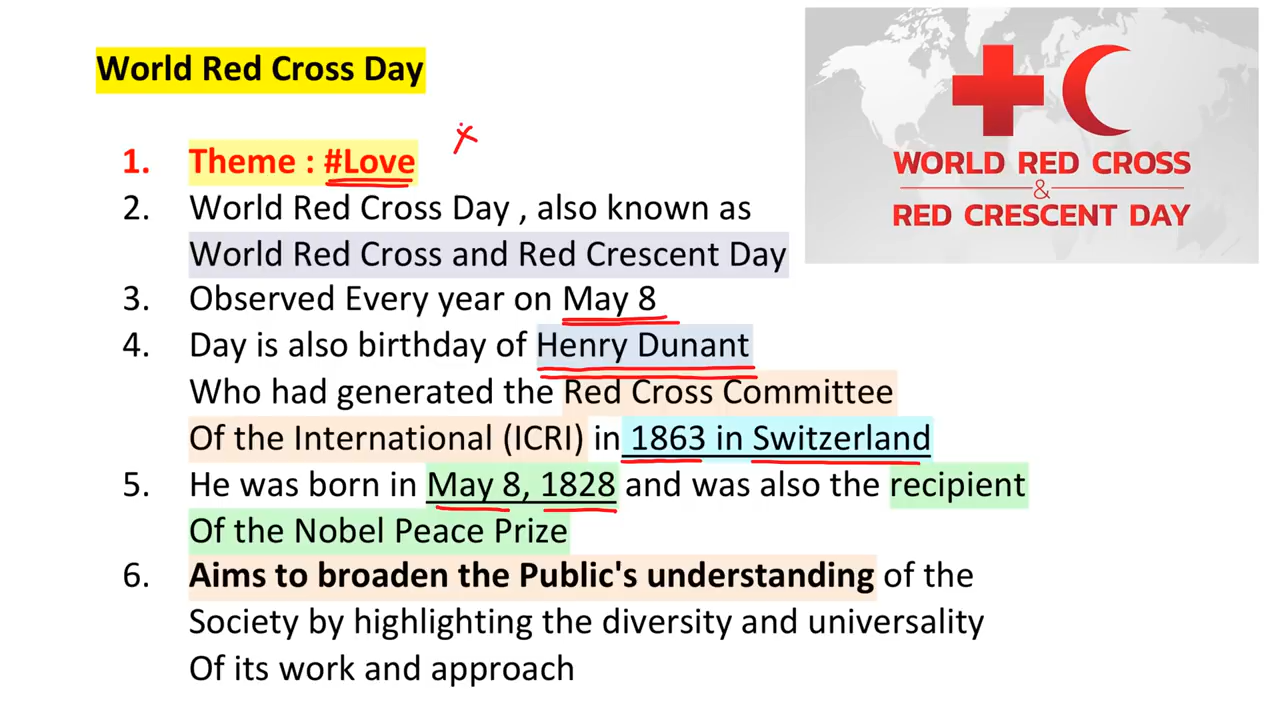 World Red Cross Day
1. Theme : #Love
2. World Red Cross Day , also known as
World Red Cross and Red Crescent Day
3. Observed Every year on May 8
4. Day is also birthday of Henry Dunant
Who had generated the Red Cross Committee
Of the International (ICRI) in 1863 in Switzerland
5. He was born in May 8, 1828 and was also the recipient
Of the Nobel Peace Prize
6. Aims to broaden the Public's understanding of the
Society by highlighting the diversity and universality
Of its work and approach
WORLD RED CROSS
&
RED CRESCENT DAY